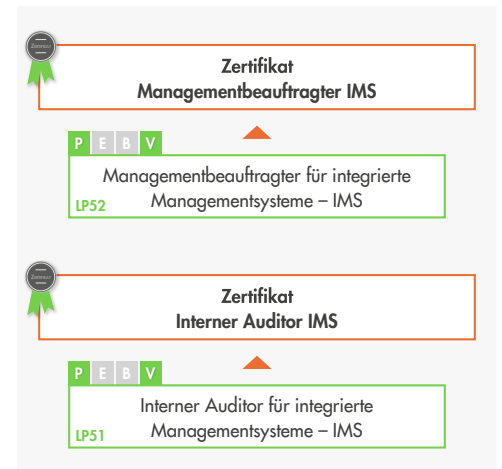 Zertifikat
Managementbeauftragter IMS
P E B V
Managementbeauftragter für integrierte
Managementsysteme – IMS
LP52
Zertifikat
Interner Auditor IMS
P E B V
Interner Auditor für integrierte
Managementsysteme – IMS
LP51